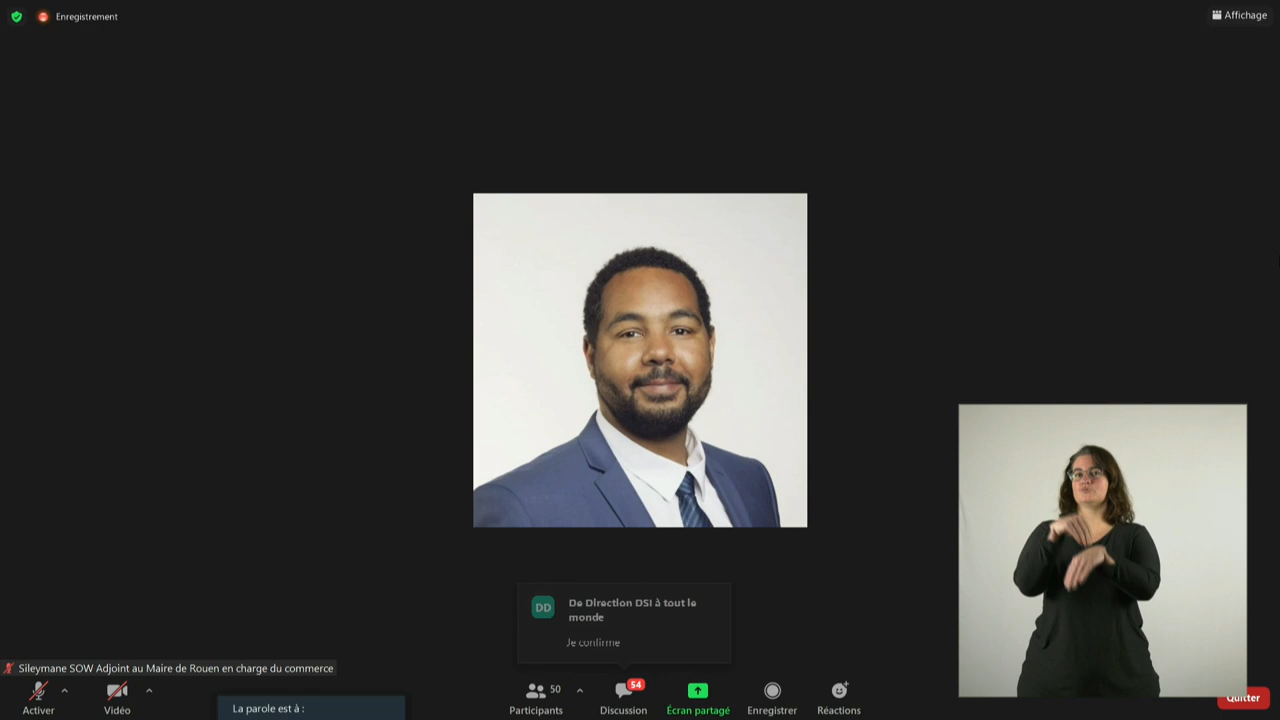 Enregistrement
Affichage
DD
De Direction DSI à tout le
monde
Je confirme
Sileymane SOW Adjoint au Maire de Rouen en charge du commerce
Activer
Vidéo
La parole est à :
50
Participants
54
Discussion
Écran partagé
Enregistrer
Réactions
Quitter